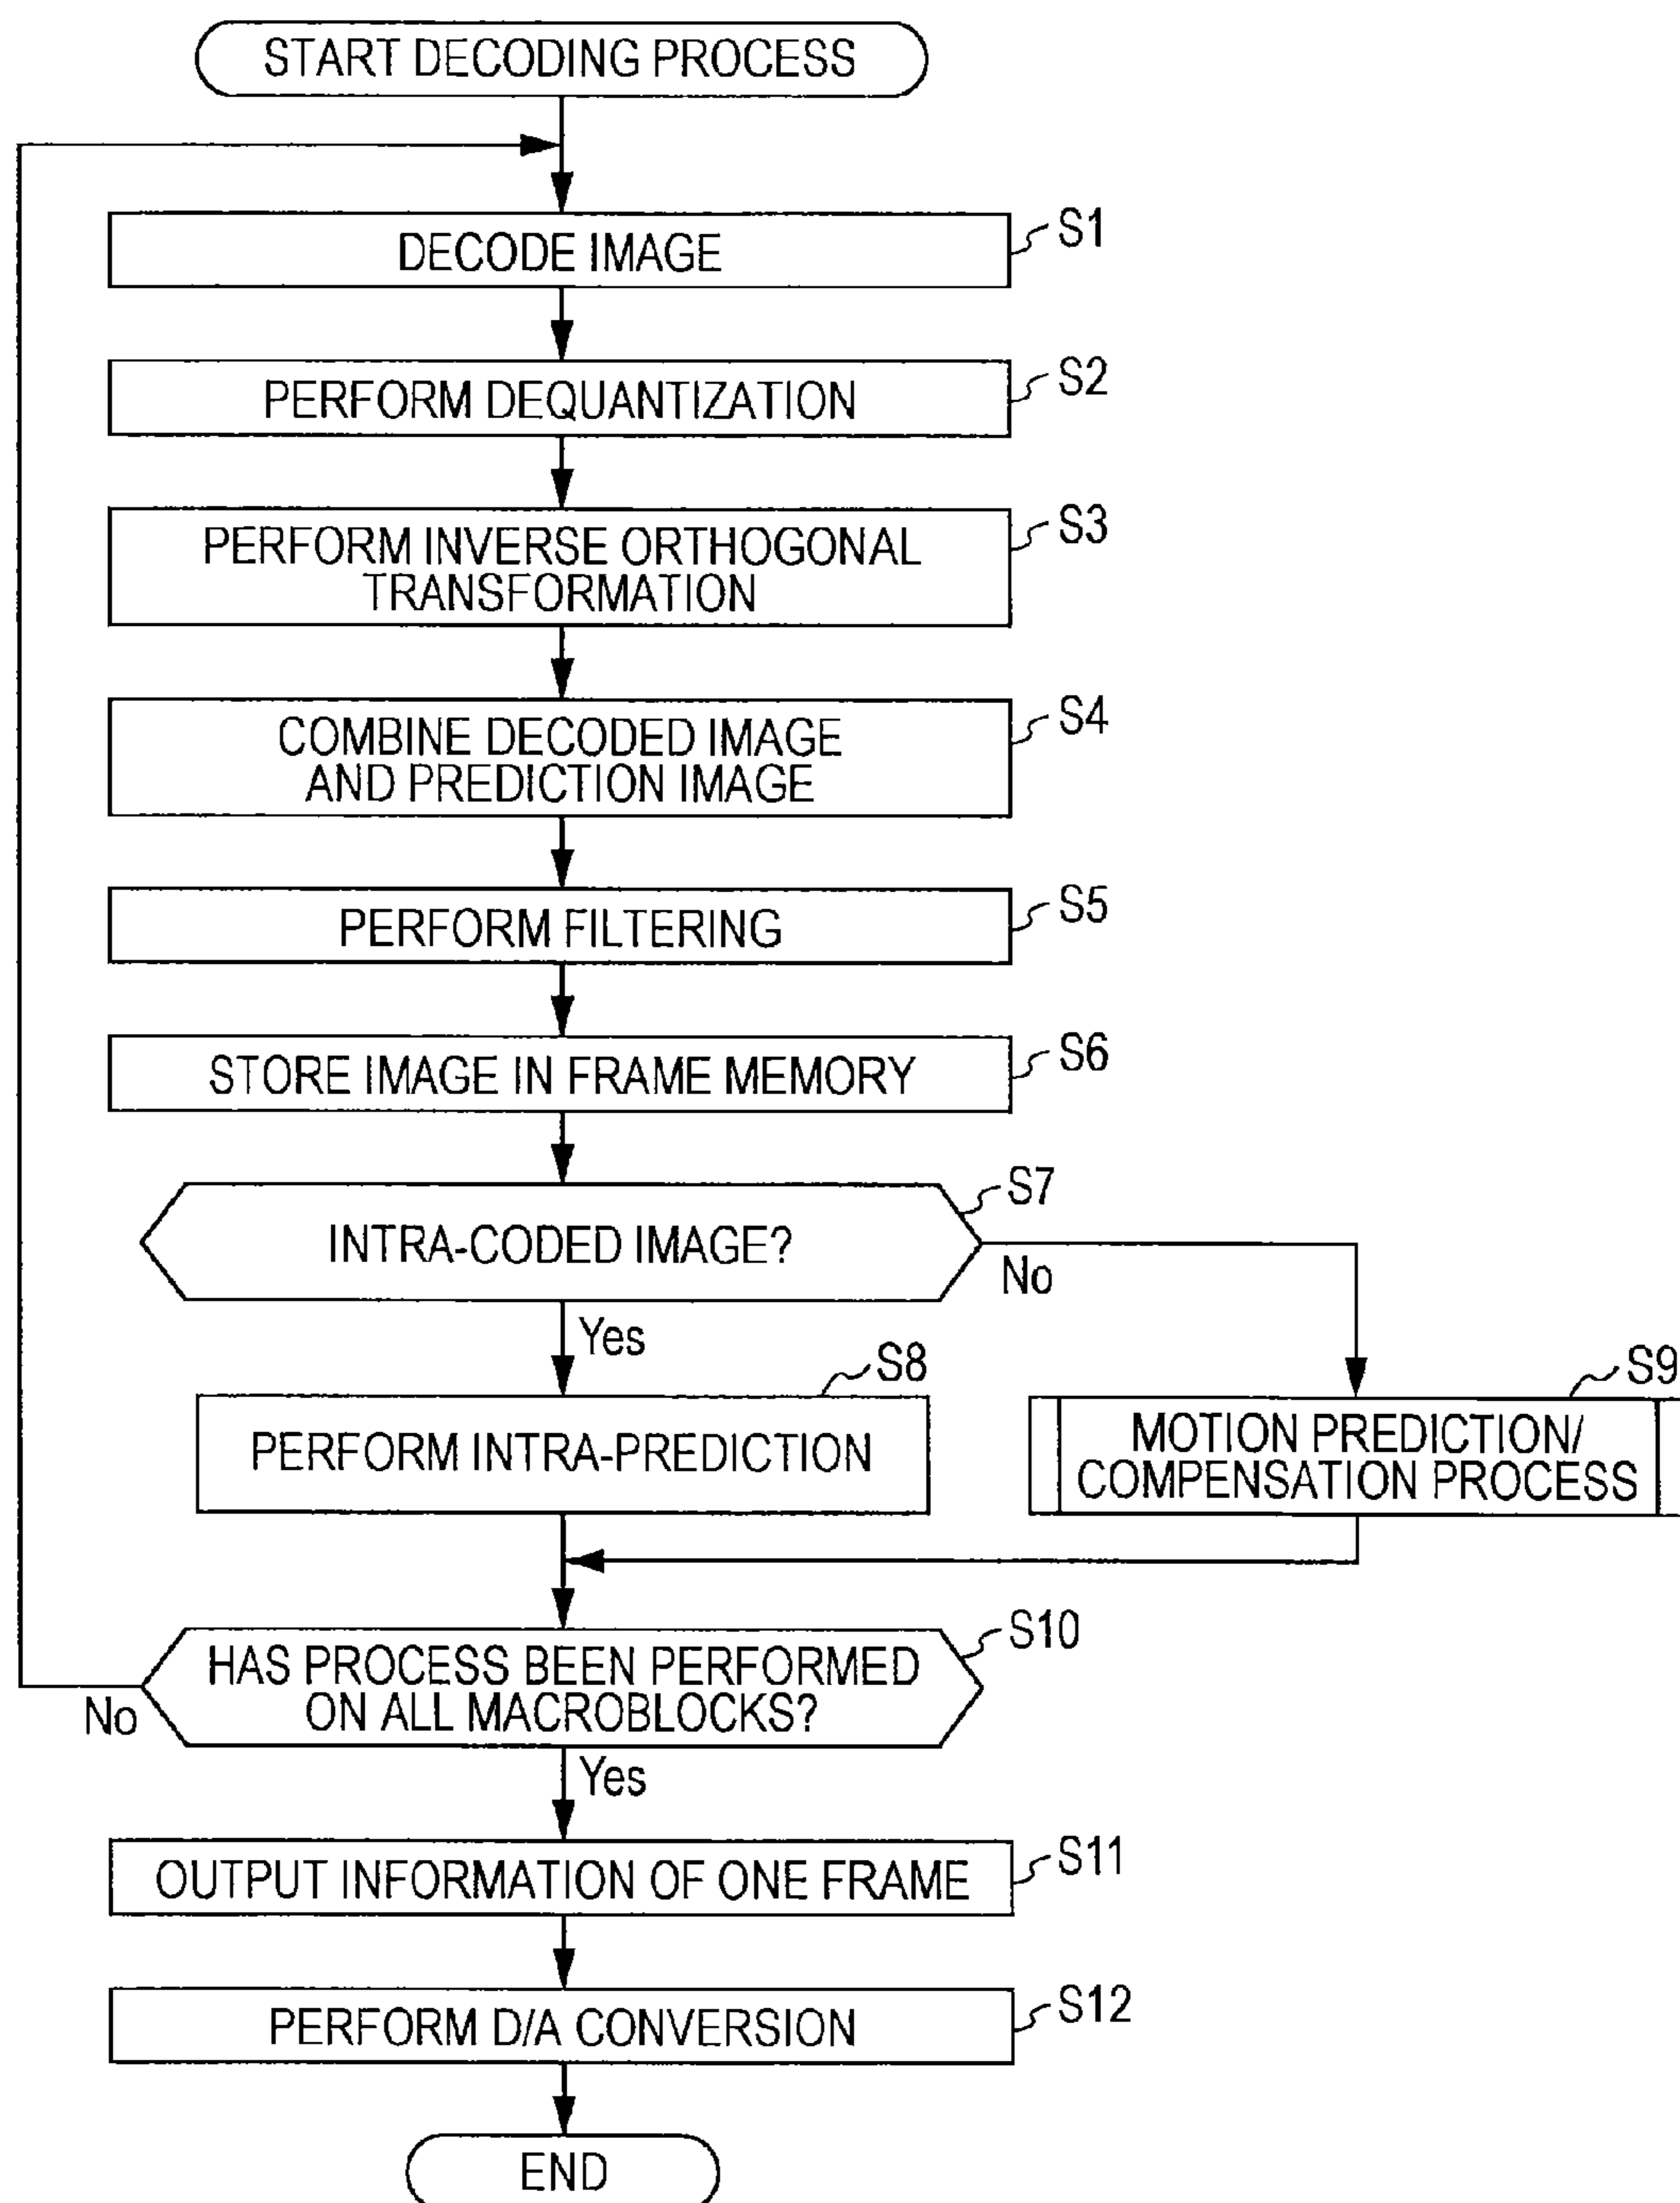 START DECODING PROCESS
DECODE IMAGE
S1
PERFORM DEQUANTIZATION
S2
PERFORM INVERSE ORTHOGONAL
TRANSFORMATION
S3
COMBINE DECODED IMAGE
AND PREDICTION IMAGE
S4
PERFORM FILTERING
S5
STORE IMAGE IN FRAME MEMORY
S6
INTRA-CODED IMAGE?
S7
No
Yes
S8
PERFORM INTRA-PREDICTION
S9
MOTION PREDICTION/
COMPENSATION PROCESS
S10
HAS PROCESS BEEN PERFORMED
ON ALL MACROBLOCKS?
No
Yes
OUTPUT INFORMATION OF ONE FRAME
S11
PERFORM D/A CONVERSION
S12
END